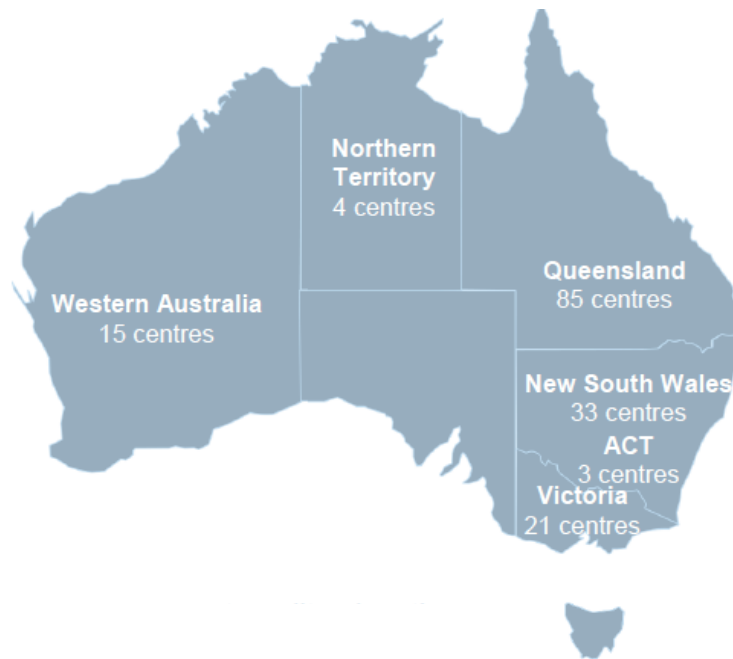 Northern
Territory
4 centres
Queensland
85 centres
Western Australia
15 centres
New South Wales
33 centres
ACT
3 centres
Victoria
21 centres